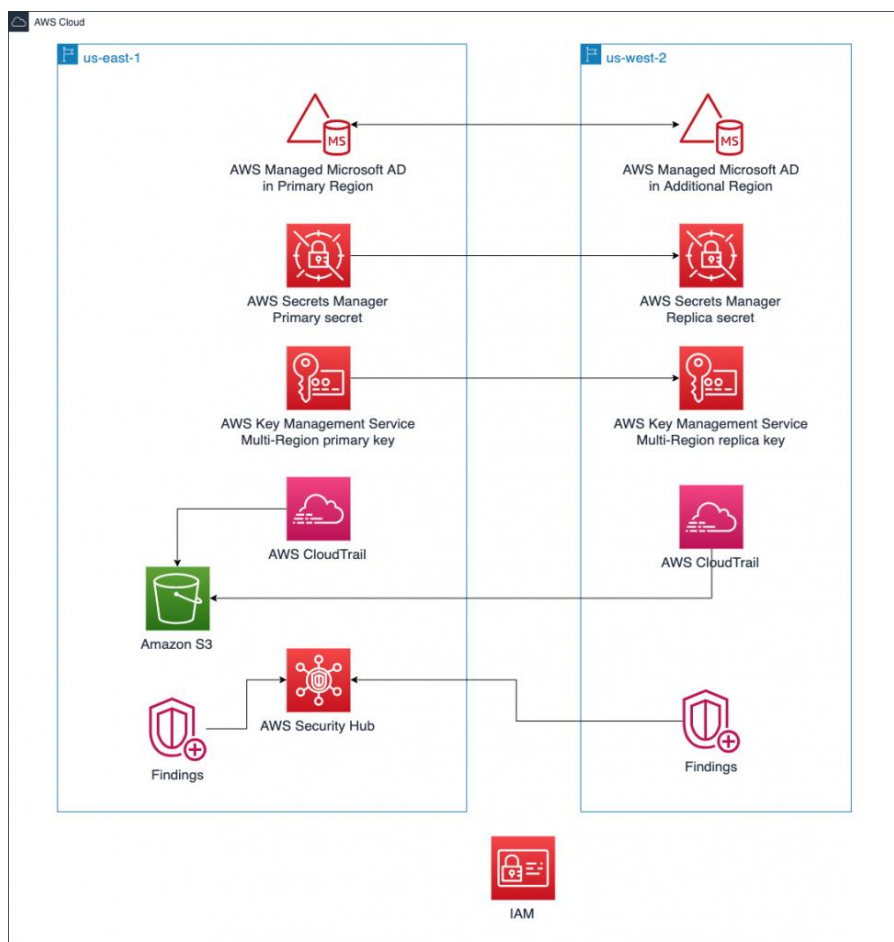 AWS Cloud
us-east-1
us-west-2
MS
MS
AWS Managed Microsoft AD
in Primary Region
AWS Managed Microsoft AD
in Additional Region
AWS Secrets Manager
Primary secret
AWS Secrets Manager
Replica secret
AWS Key Management Service
Multi-Region primary key
AWS Key Management Service
Multi-Region replica key
AWS CloudTrail
AWS CloudTrail
Amazon S3
AWS Security Hub
Findings
Findings
IAM